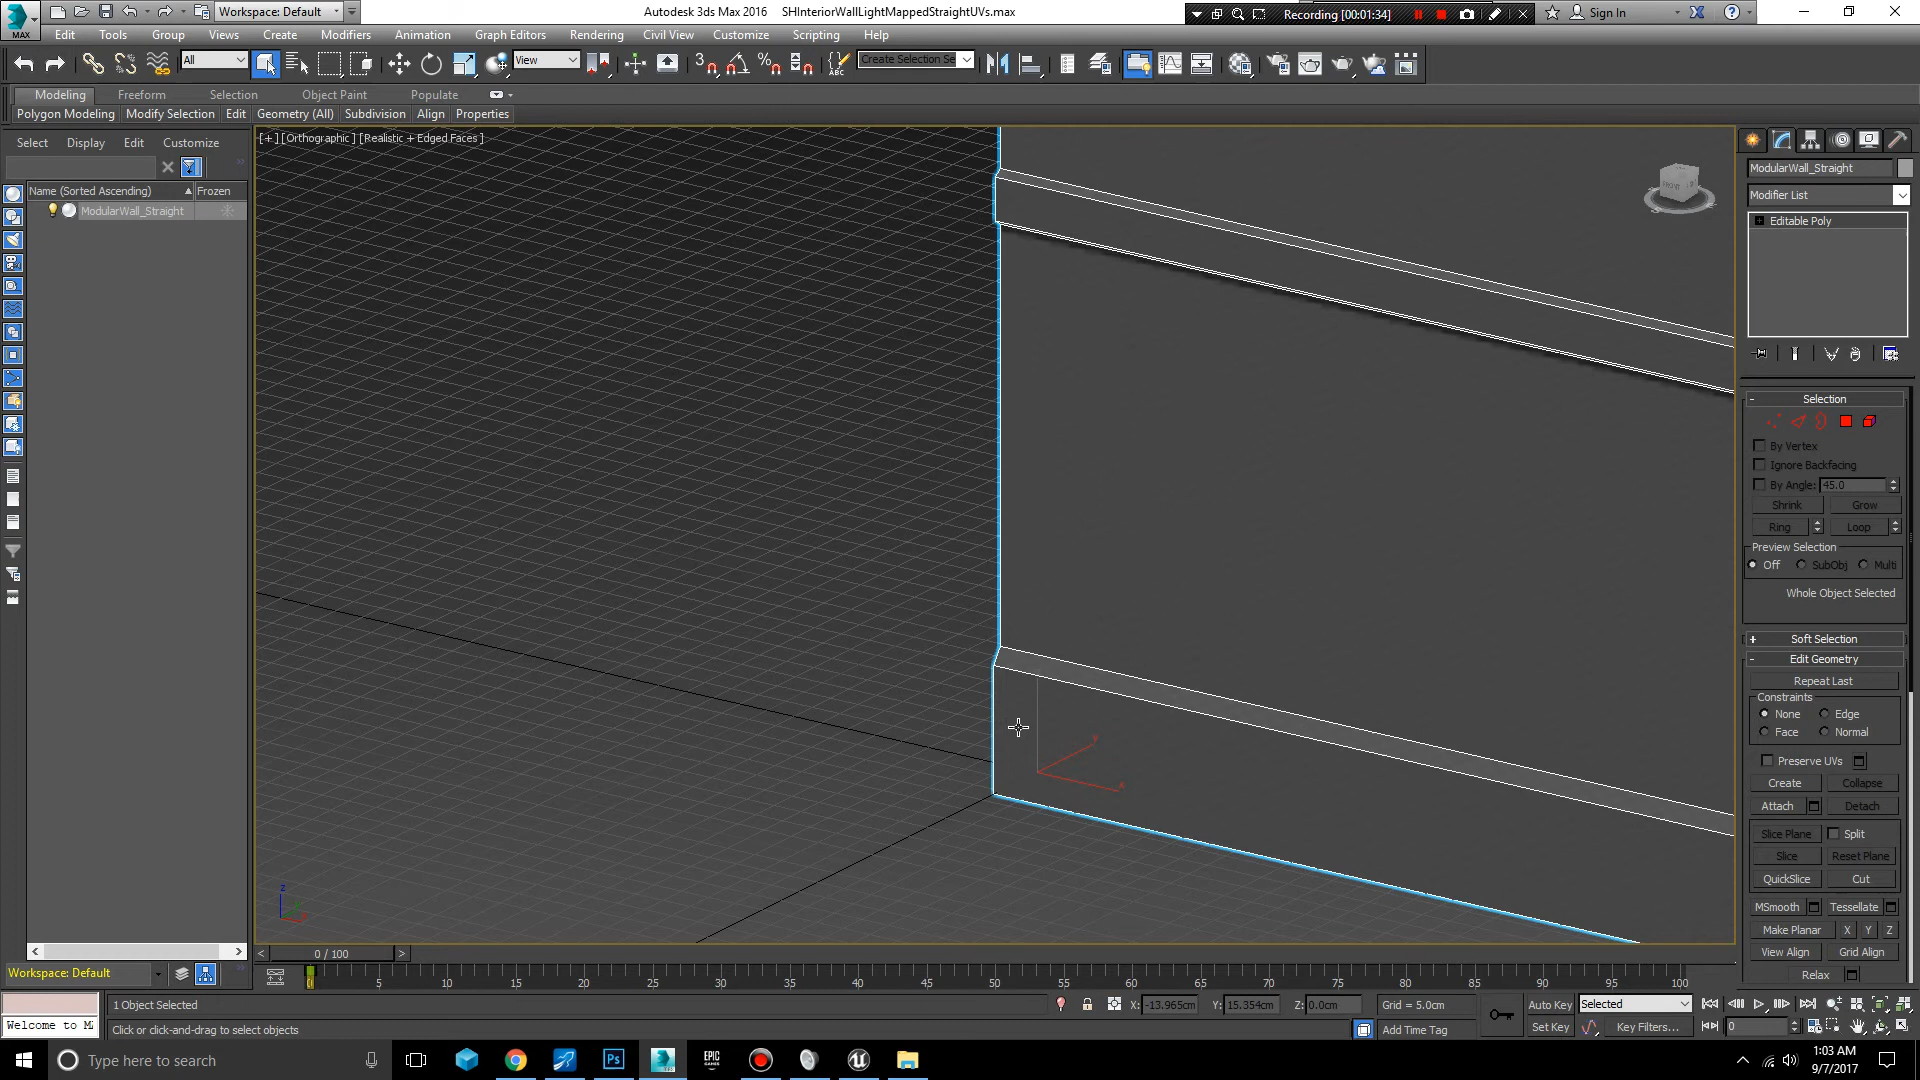 Workspace: Default
Autodesk 3ds Max 2016 SHInteriorWallLightMappedStraightUVs.max
Recording [00:01:34]
Sign In
MAX
Edit Tools Group Views Create Modifiers Animation Graph Editors Rendering Civil View Customize Scripting Help
All
View
Create Selection Se
Modeling Freeform Selection Object Paint Populate
Polygon Modeling Modify Selection Edit Geometry (All) Subdivision Align Properties
Select Display Edit Customize
Name (Sorted Ascending) Frozen
ModularWall_Straight
[+] [Orthographic] [Realistic + Edged Faces]
FRONT
ModularWall_Straight
Modifier List
Editable Poly
Selection
By Vertex
Ignore Backfacing
By Angle: 45.0
Shrink Grow
Ring Loop
Preview Selection
Off SubObj Multi
Whole Object Selected
Soft Selection
Edit Geometry
Repeat Last
Constraints
None Edge
Face Normal
Preserve UVs
Create Collapse
Attach Detach
Slice Plane Split
Slice Reset Plane
QuickSlice Cut
MSmooth Tessellate
Make Planar X Y Z
View Align Grid Align
Relax
y
x
z
0 / 100
Workspace: Default
0 5 10 15 20 25 30 35 40 45 50 55 60 65 70 75 80 85 90 95 100
1 Object Selected
X: -13.965cm Y: 15.354cm Z: 0.0cm Grid = 5.0cm
Auto Key Selected
Welcome to M
Click or click-and-drag to select objects
Add Time Tag
Set Key Key Filters... 0
Type here to search
Ps
EPIC GAMES
1:03 AM
9/7/2017